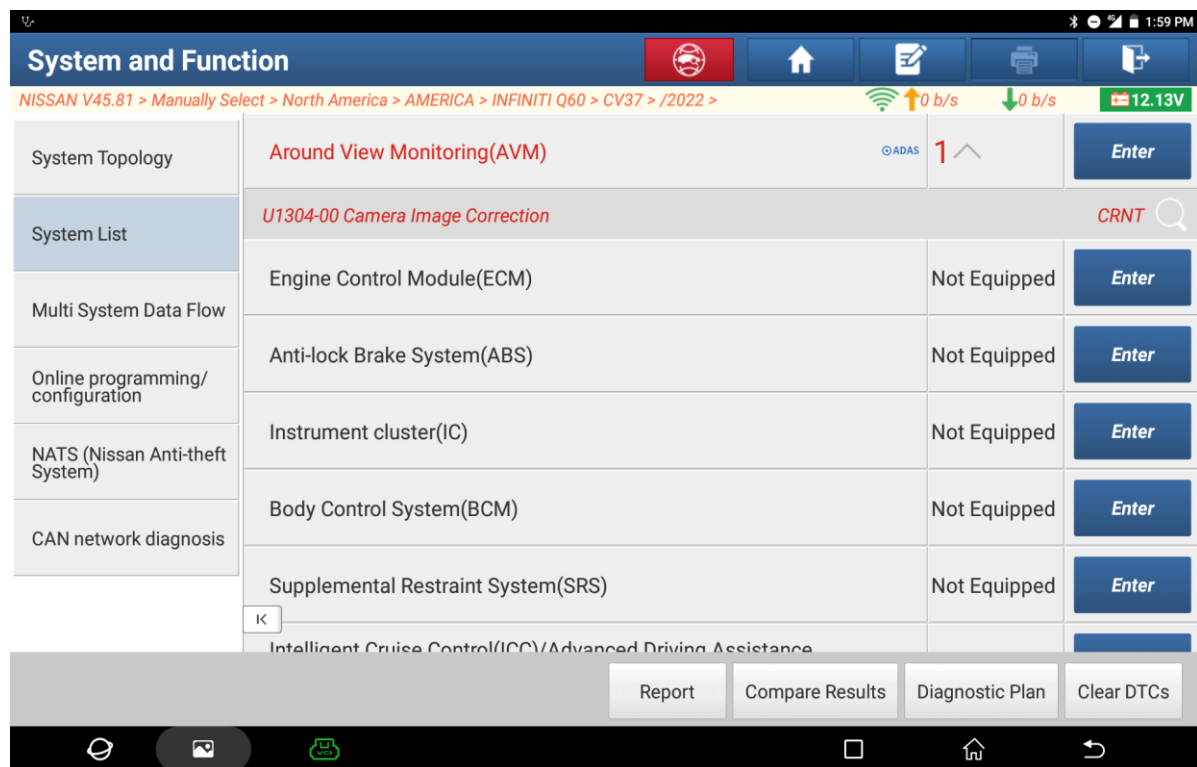 1:59 PM
System and Function
NISSAN V45.81 > Manually Select > North America > AMERICA > INFINITI Q60 > CV37 > /2022 >
0 b/s
0 b/s
12.13V
System Topology
System List
Multi System Data Flow
Online programming/
configuration
NATS (Nissan Anti-theft
System)
CAN network diagnosis
Around View Monitoring(AVM)
ADAS
1
Enter
U1304-00 Camera Image Correction
CRNT
Engine Control Module(ECM)
Not Equipped
Enter
Anti-lock Brake System(ABS)
Not Equipped
Enter
Instrument cluster(IC)
Not Equipped
Enter
Body Control System(BCM)
Not Equipped
Enter
Supplemental Restraint System(SRS)
Not Equipped
Enter
Intelligent Cruise Control(ICC)/Advanced Driving Assistance
Report
Compare Results
Diagnostic Plan
Clear DTCs
VCI